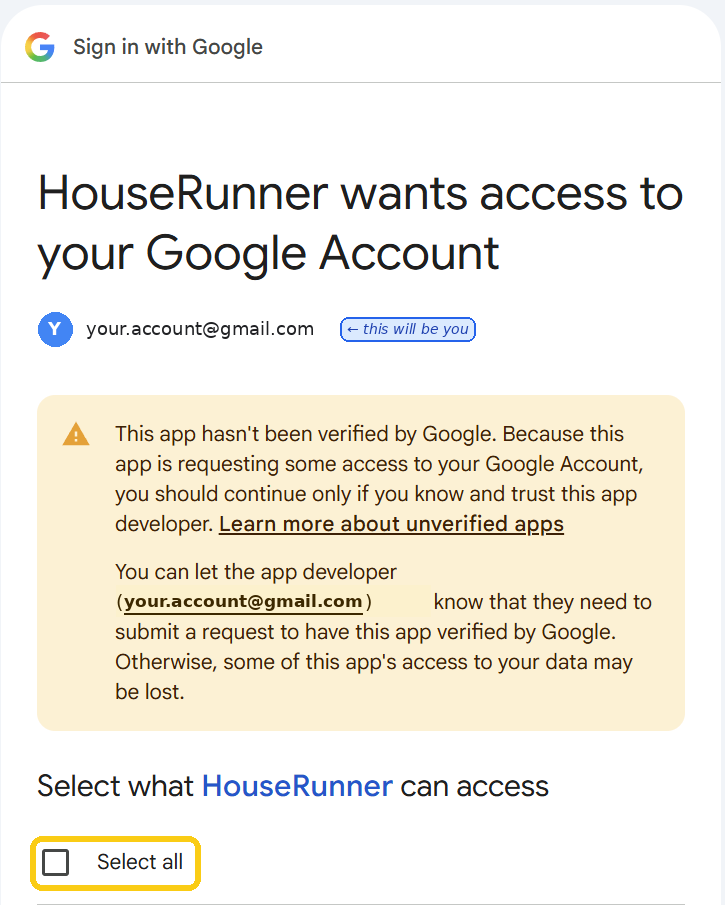 Sign in with Google
HouseRunner wants access to
your Google Account
Y your.account@gmail.com ← this will be you
This app hasn't been verified by Google. Because this
app is requesting some access to your Google Account,
you should continue only if you know and trust this app
developer. Learn more about unverified apps
You can let the app developer
(your.account@gmail.com) know that they need to
submit a request to have this app verified by Google.
Otherwise, some of this app's access to your data may
be lost.
Select what HouseRunner can access
Select all